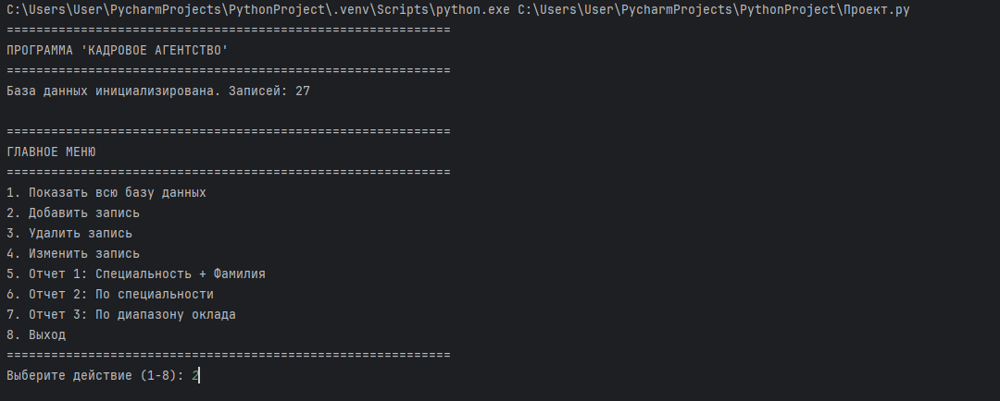 C:\Users\User\PycharmProjects\PythonProject\.venv\Scripts\python.exe C:\Users\User\PycharmProjects\PythonProject\Проект.py
============================================================
ПРОГРАММА 'КАДРОВОЕ АГЕНТСТВО'
============================================================
База данных инициализирована. Записей: 27
============================================================
ГЛАВНОЕ МЕНЮ
============================================================
1. Показать всю базу данных
2. Добавить запись
3. Удалить запись
4. Изменить запись
5. Отчет 1: Специальность + Фамилия
6. Отчет 2: По специальности
7. Отчет 3: По диапазону оклада
8. Выход
============================================================
Выберите действие (1-8): 2